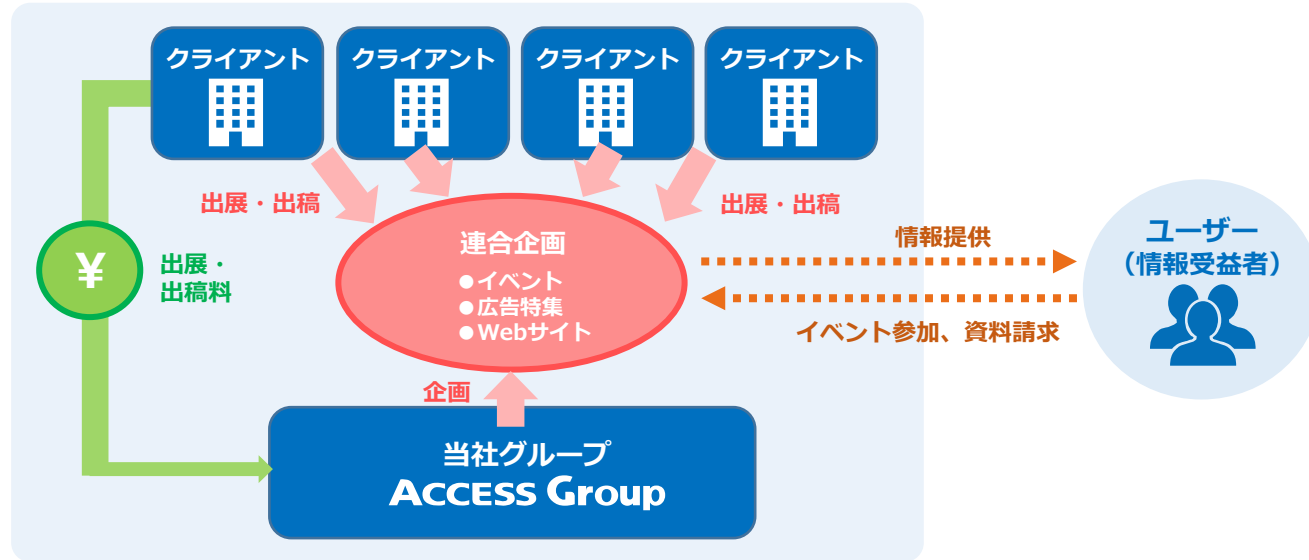 クライアント
クライアント
クライアント
クライアント
出展・出稿
出展・出稿
連合企画
●イベント
●広告特集
●Webサイト
情報提供
イベント参加、資料請求
ユーザー
（情報受益者）
¥
出展・
出稿料
企画
当社グループ
ACCESS Group